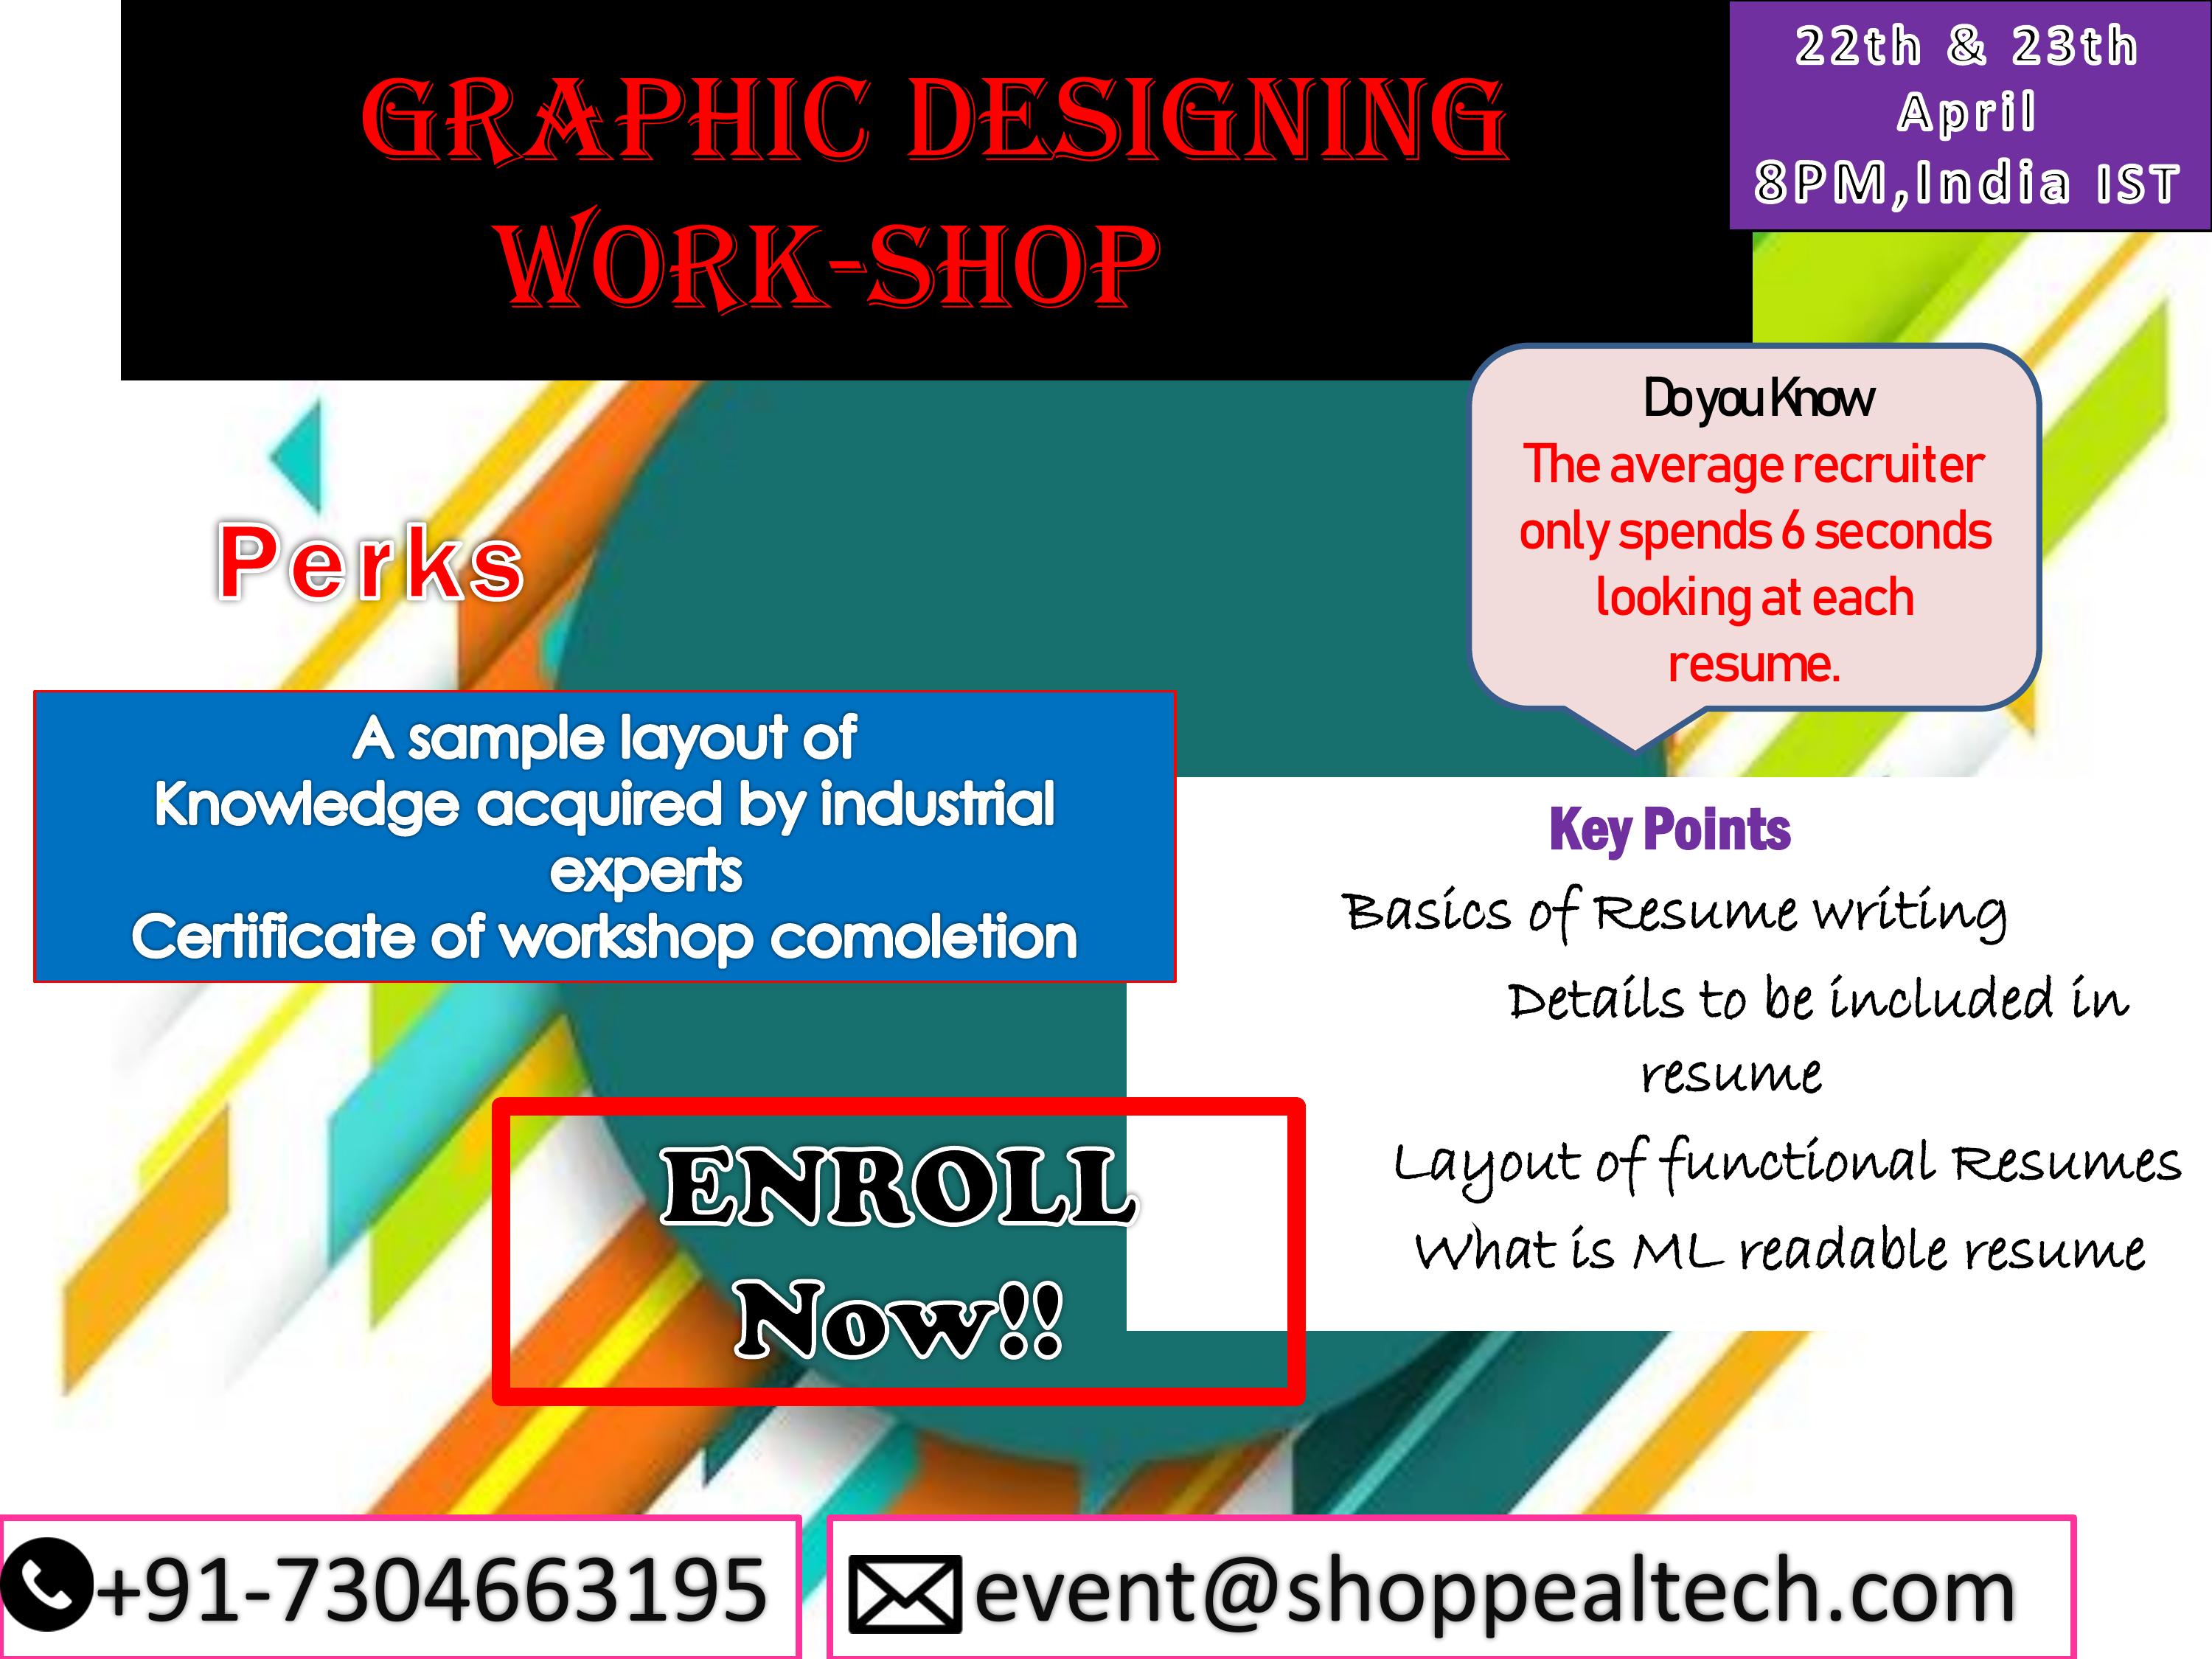 GRAPHIC DESIGNING
WORK-SHOP
22th & 23th
April
8PM,India IST
Do you Know
The average recruiter
only spends 6 seconds
looking at each
resume.
Perks
A sample layout of
Knowledge acquired by industrial
experts
Certificate of workshop comoletion
Key Points
Basics of Resume writing
Details to be included in
resume
Layout of functional Resumes
What is ML readable resume
ENROLL
Now!!
+91-7304663195
event@shoppealtech.com